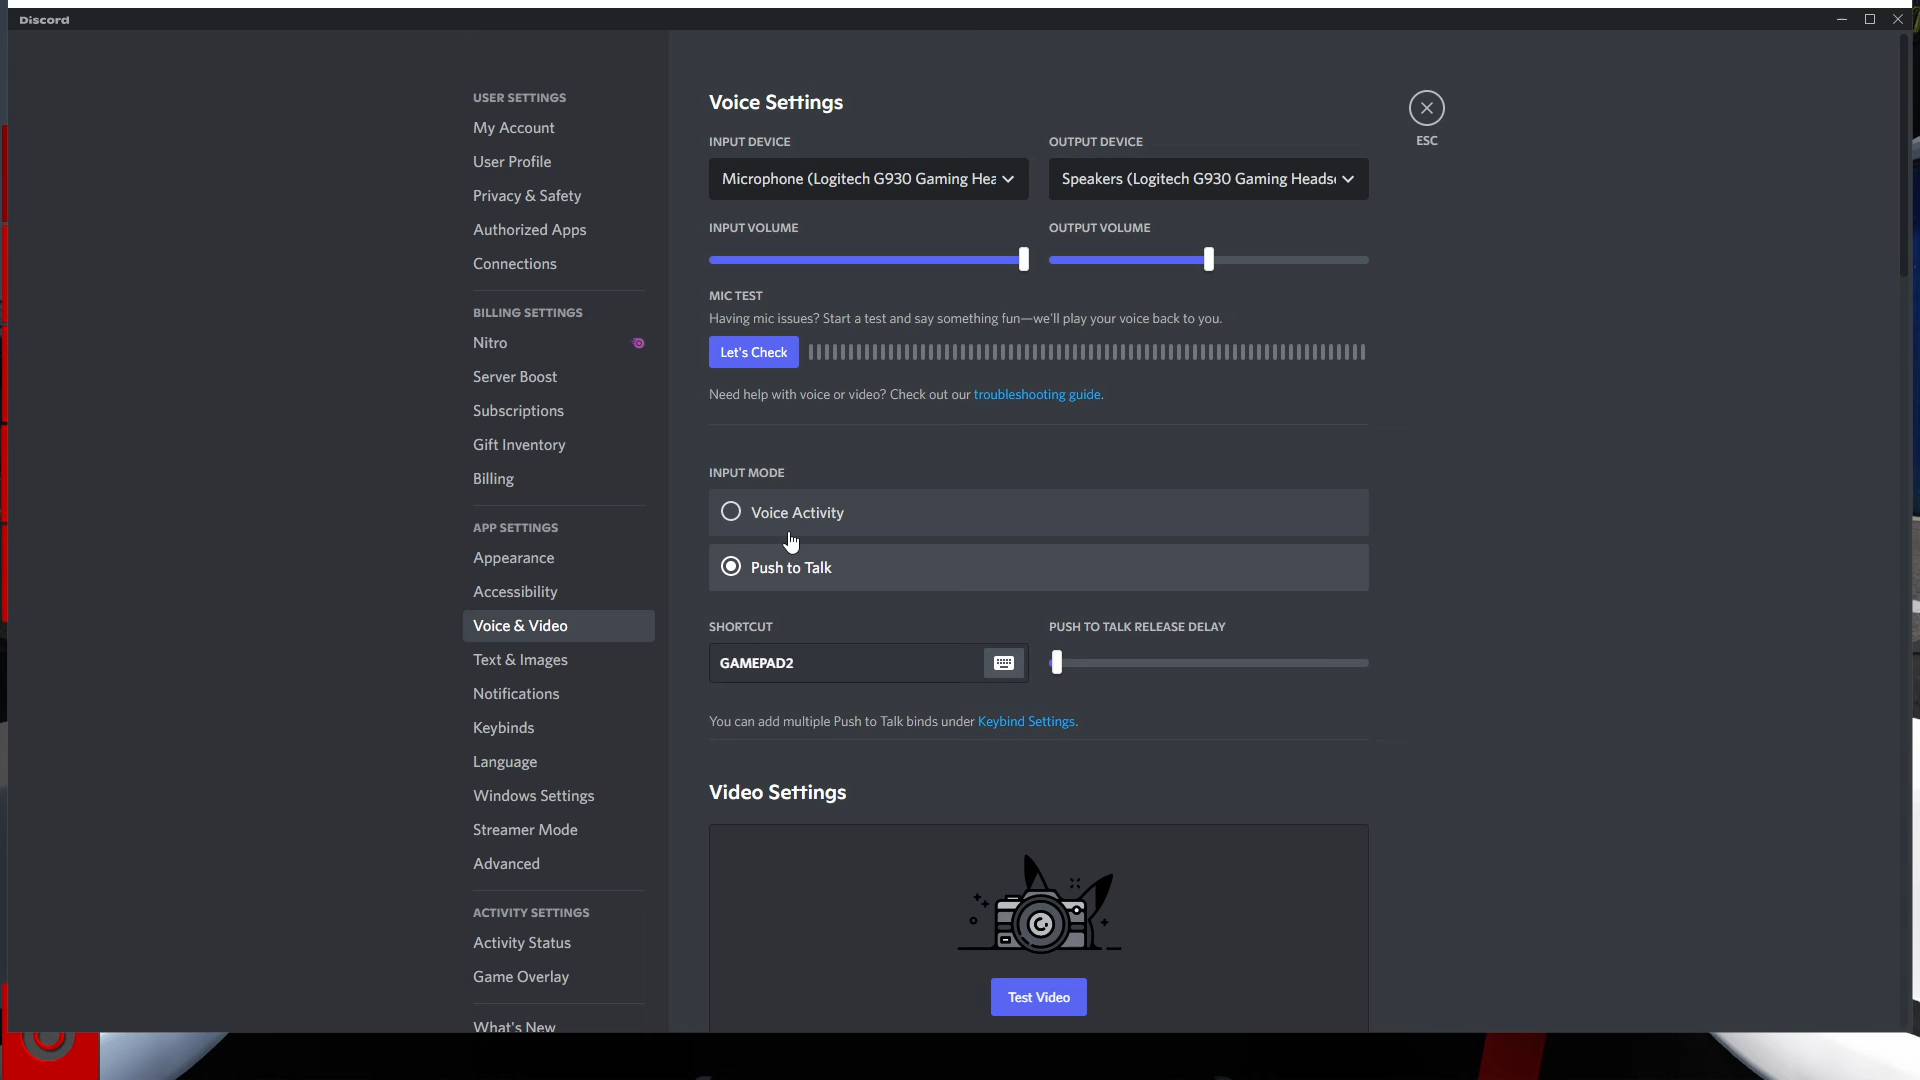 Discord
USER SETTINGS
My Account
User Profile
Privacy & Safety
Authorized Apps
Connections
BILLING SETTINGS
Nitro
Server Boost
Subscriptions
Gift Inventory
Billing
APP SETTINGS
Appearance
Accessibility
Voice & Video
Text & Images
Notifications
Keybinds
Language
Windows Settings
Streamer Mode
Advanced
ACTIVITY SETTINGS
Activity Status
Game Overlay
What's New
Voice Settings
ESC
INPUT DEVICE
Microphone (Logitech G930 Gaming Hea
OUTPUT DEVICE
Speakers (Logitech G930 Gaming Heads
INPUT VOLUME
OUTPUT VOLUME
MIC TEST
Having mic issues? Start a test and say something fun—we'll play your voice back to you.
Let's Check
Need help with voice or video? Check out our troubleshooting guide.
INPUT MODE
Voice Activity
Push to Talk
SHORTCUT
GAMEPAD2
PUSH TO TALK RELEASE DELAY
You can add multiple Push to Talk binds under Keybind Settings.
Video Settings
Test Video